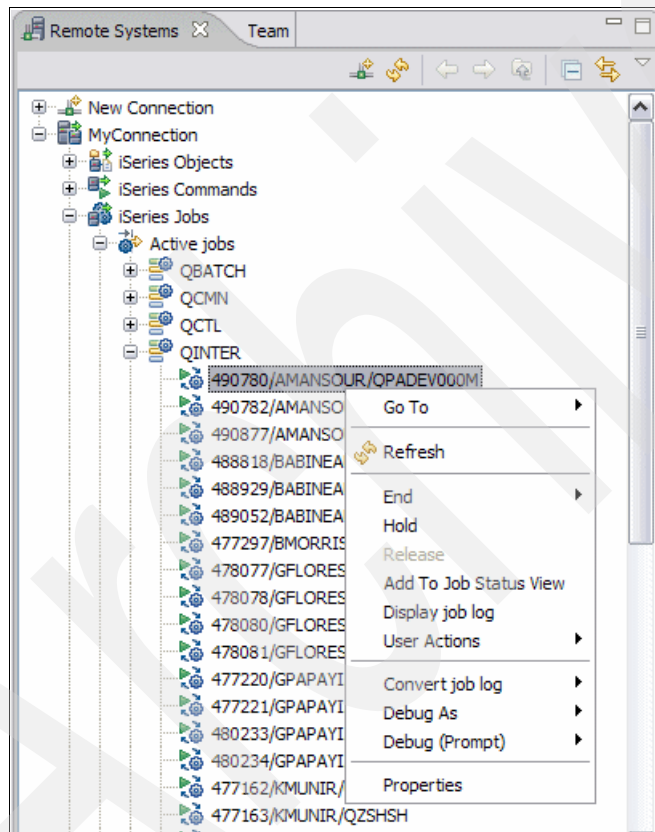 Remote Systems Team
New Connection
MyConnection
iSeries Objects
iSeries Commands
iSeries Jobs
Active jobs
QBATCH
QCMN
QCTL
QINTER
490780/AMANSOUR/QPADEV000M
490782/AMANSO
490877/AMANSO
488818/BABINEA
488929/BABINEA
489052/BABINEA
477297/BMORRIS
478077/GFLORES
478078/GFLORES
478080/GFLORES
478081/GFLORES
477220/GPAPAYI
477221/GPAPAYI
480233/GPAPAYI
480234/GPAPAYI
477162/KMUNIR/
477163/KMUNIR/QZSHSH
Go To
Refresh
End
Hold
Release
Add To Job Status View
Display job log
User Actions
Convert job log
Debug As
Debug (Prompt)
Properties